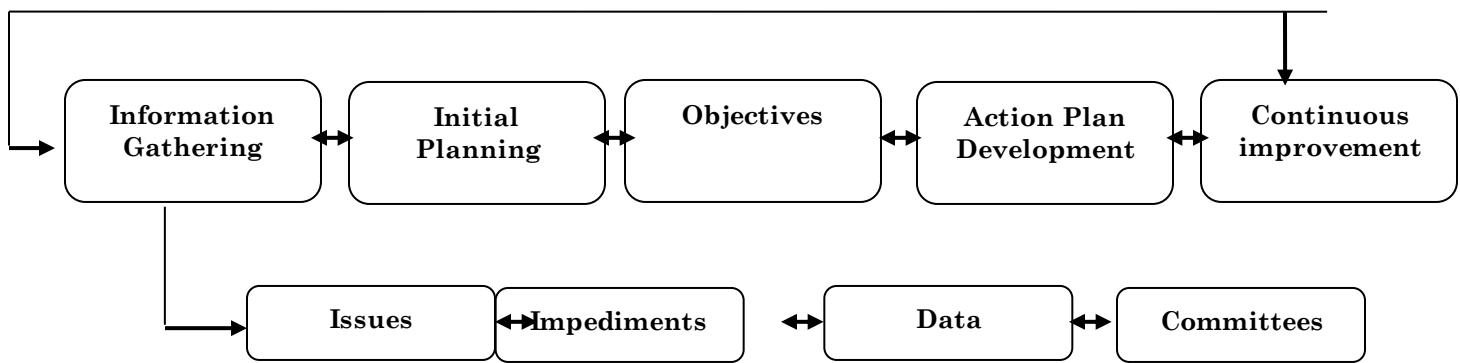 Information
Gathering
Initial
Planning
Objectives
Action Plan
Development
Continuous
improvement
Issues
Impediments
Data
Committees